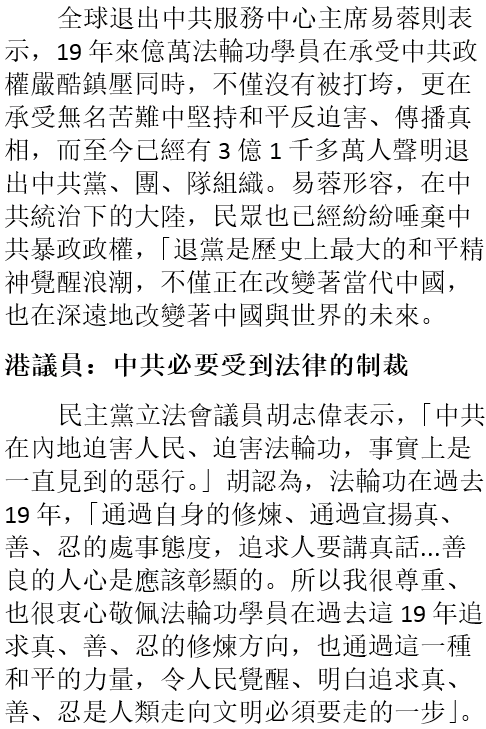 全球退出中共服務中心主席易蓉則表
示，19 年來億萬法輪功學員在承受中共政
權嚴酷鎮壓同時，不僅沒有被打垮，更在
承受無名苦難中堅持和平反迫害、傳播真
相，而至今已經有 3 億 1 千多萬人聲明退
出中共黨、團、隊組織。易蓉形容，在中
共統治下的大陸，民眾也已經紛紛唾棄中
共暴政政權，「退黨是歷史上最大的和平精
神覺醒浪潮，不僅正在改變著當代中國，
也在深遠地改變著中國與世界的未來。
港議員：中共必要受到法律的制裁
民主黨立法會議員胡志偉表示，「中共
在內地迫害人民、迫害法輪功，事實上是
一直見到的惡行。」胡認為，法輪功在過去
19 年，「通過自身的修煉、通過宣揚真、
善、忍的處事態度，追求人要講真話...善
良的人心是應該彰顯的。所以我很尊重、
也很衷心敬佩法輪功學員在過去這 19 年追
求真、善、忍的修煉方向，也通過這一種
和平的力量，令人民覺醒、明白追求真、
善、忍是人類走向文明必須要走的一步」。